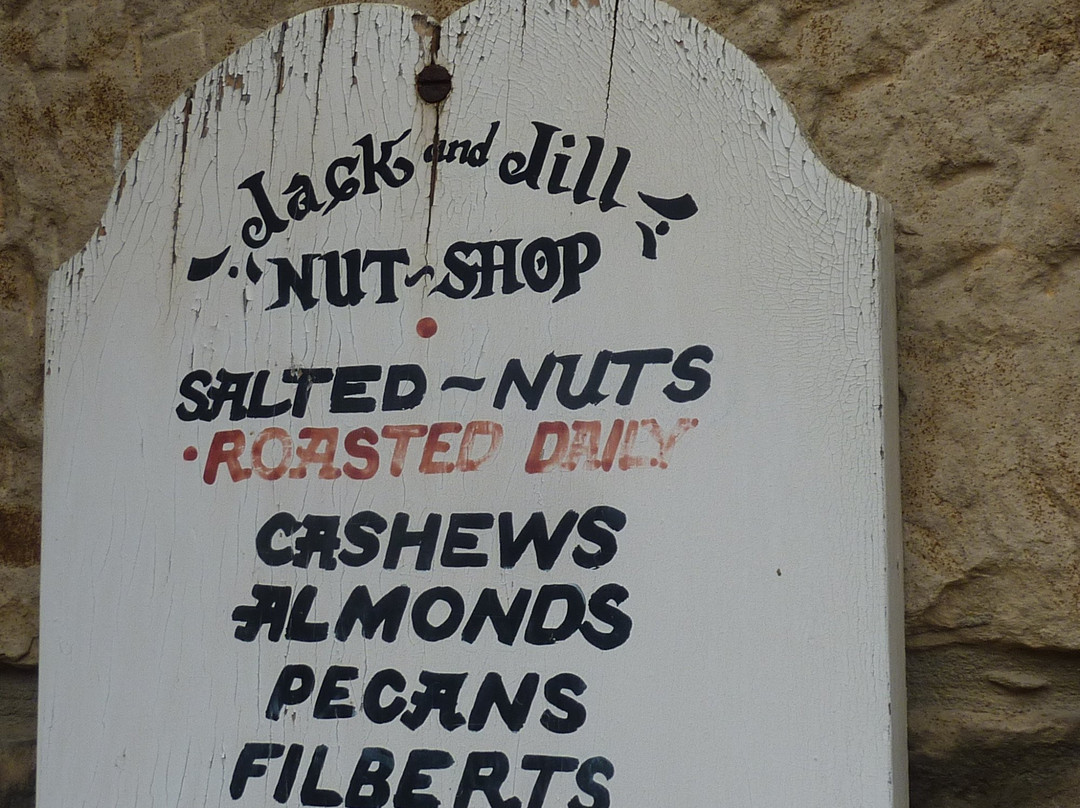 Jack and Jill
NUT~SHOP
SALTED~NUTS
•ROASTED DAILY
CASHEWS
ALMONDS
PECANS
FILBERTS